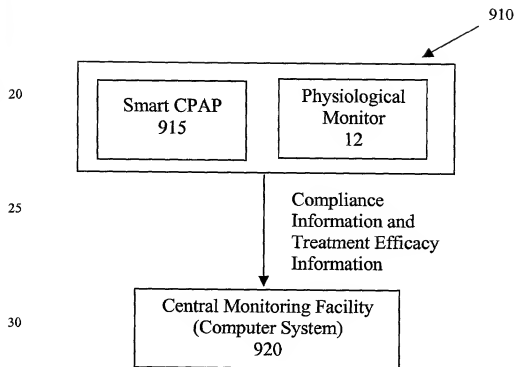 910
20
Smart CPAP
915
Physiological
Monitor
12
25
Compliance
Information and
Treatment Efficacy
Information
30
Central Monitoring Facility
(Computer System)
920